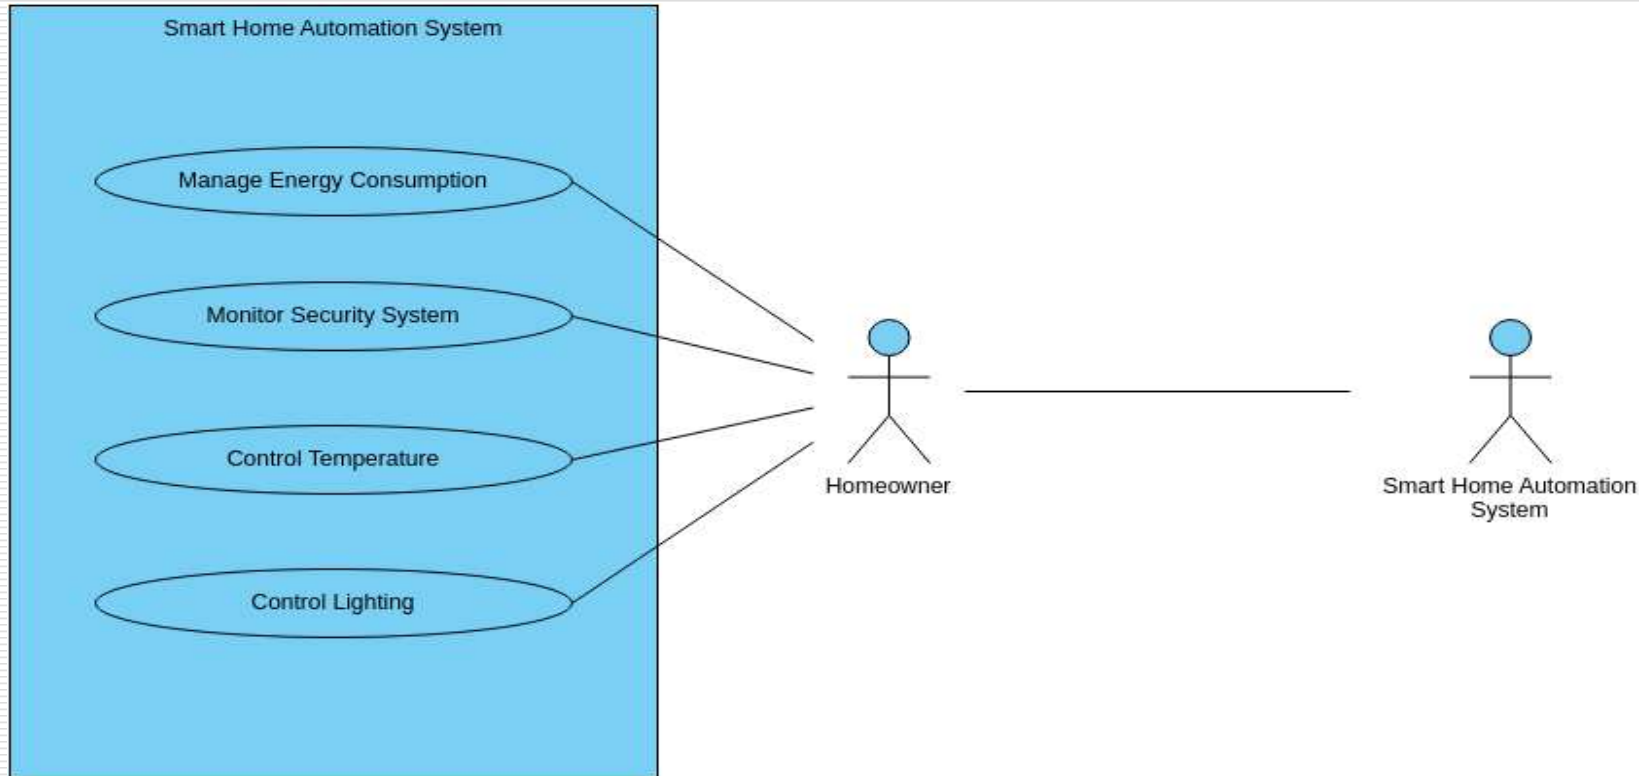 Smart Home Automation System
Manage Energy Consumption
Monitor Security System
Control Temperature
Control Lighting
Homeowner
Smart Home Automation
System